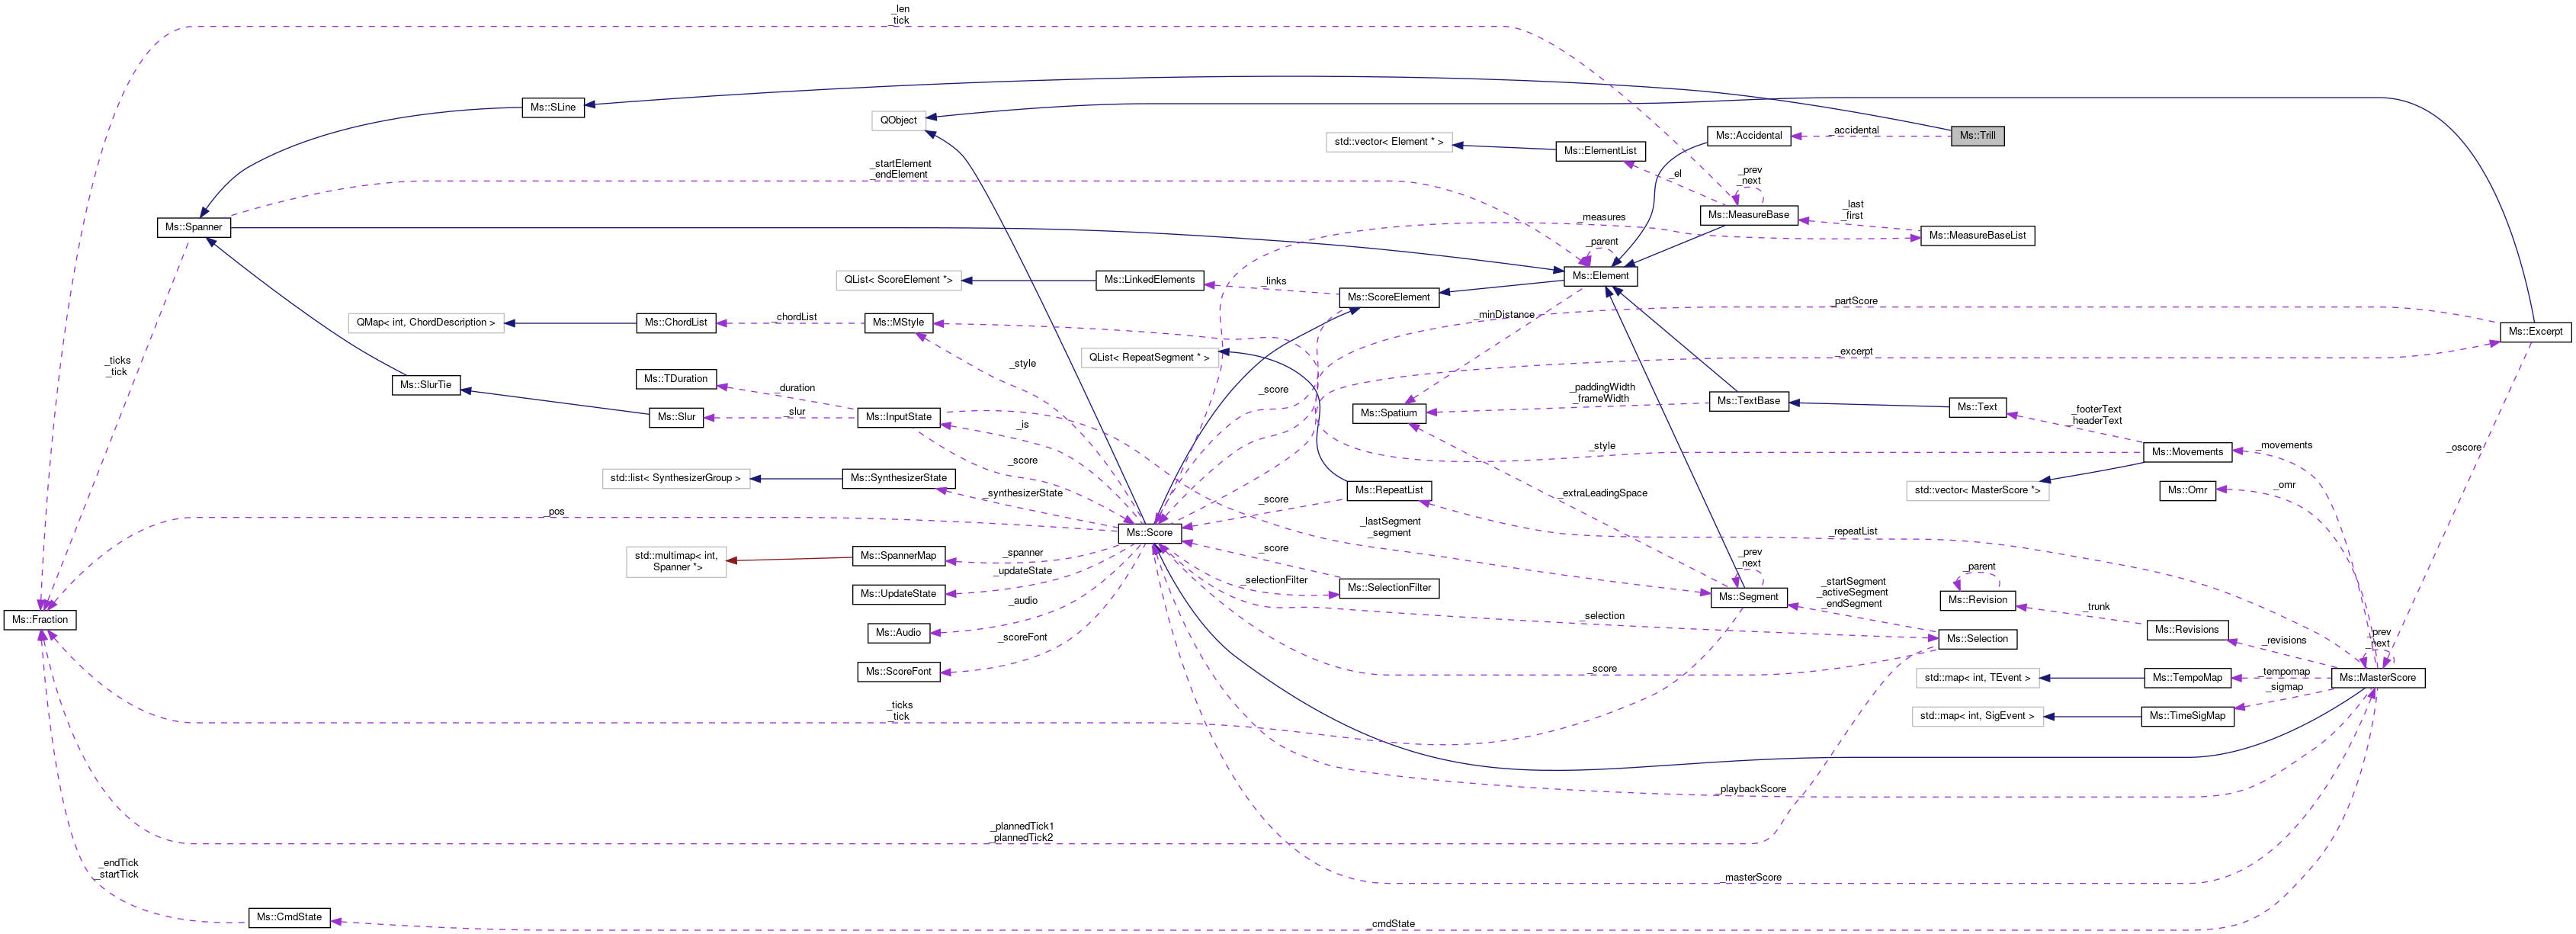 _len
_tick
Ms::SLine
QObject
Ms::Accidental
_accidental
Ms::Trill
std::vector< Element * >
Ms::ElementList
_el
_prev
_next
_startElement
_endElement
Ms::MeasureBase
_last
_first
Ms::Spanner
_measures
Ms::MeasureBaseList
_parent
Ms::Element
QList< ScoreElement *>
Ms::LinkedElements
_links
Ms::ScoreElement
_partScore
QMap< int, ChordDescription >
Ms::ChordList
_chordList
Ms::MStyle
_minDistance
Ms::Excerpt
_ticks
_tick
_style
QList< RepeatSegment * >
_excerpt
Ms::SlurTie
Ms::TDuration
_duration
_score
_paddingWidth
_frameWidth
Ms::TextBase
Ms::Text
_footerText
_headerText
Ms::Slur
_slur
Ms::InputState
_is
Ms::Spatium
_style
_movements
_oscore
Ms::Movements
_score
std::list< SynthesizerGroup >
Ms::SynthesizerState
_synthesizerState
_score
Ms::RepeatList
_extraLeadingSpace
std::vector< MasterScore *>
Ms::Omr
_omr
_pos
Ms::Score
_lastSegment
_segment
_repeatList
std::multimap< int,
Spanner *>
Ms::SpannerMap
_spanner
_score
_prev
_next
_updateState
_selectionFilter
Ms::SelectionFilter
_startSegment
_activeSegment
_endSegment
_parent
Ms::UpdateState
Ms::Segment
Ms::Revision
_trunk
Ms::Fraction
_audio
Ms::Audio
_selection
Ms::Selection
Ms::Revisions
_revisions
_prev
_next
_scoreFont
Ms::ScoreFont
_score
std::map< int, TEvent >
Ms::TempoMap
_tempomap
Ms::MasterScore
_sigmap
_ticks
_tick
std::map< int, SigEvent >
Ms::TimeSigMap
_playbackScore
_plannedTick1
_plannedTick2
_endTick
_startTick
_masterScore
Ms::CmdState
_cmdState